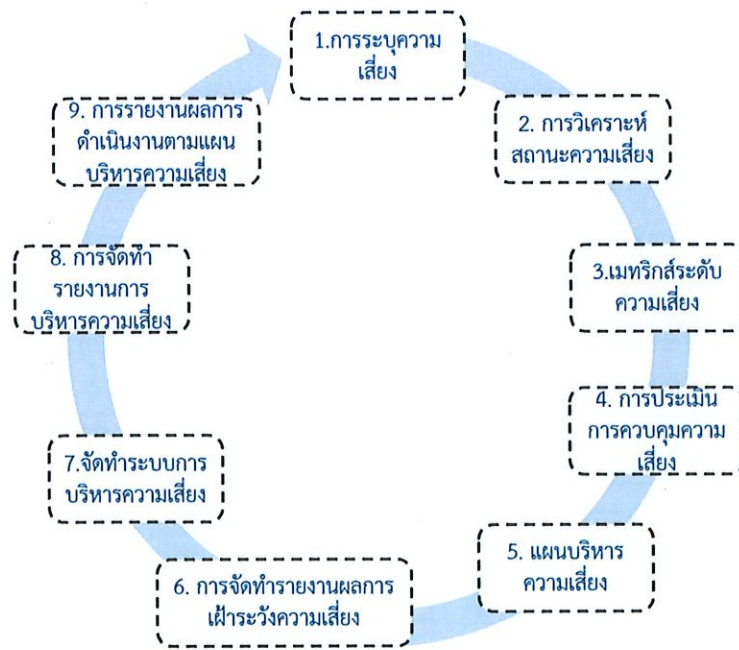 1.การระบุความ
เสี่ยง
2. การวิเคราะห์
สถานะความเสี่ยง
3.เมทริกส์ระดับ
ความเสี่ยง
4. การประเมิน
การควบคุมความ
เสี่ยง
5. แผนบริหาร
ความเสี่ยง
6. การจัดทำรายงานผลการ
เฝ้าระวังความเสี่ยง
7.จัดทำระบบการ
บริหารความเสี่ยง
8. การจัดทำ
รายงานการ
บริหารความเสี่ยง
9. การรายงานผลการ
ดำเนินงานตามแผน
บริหารความเสี่ยง